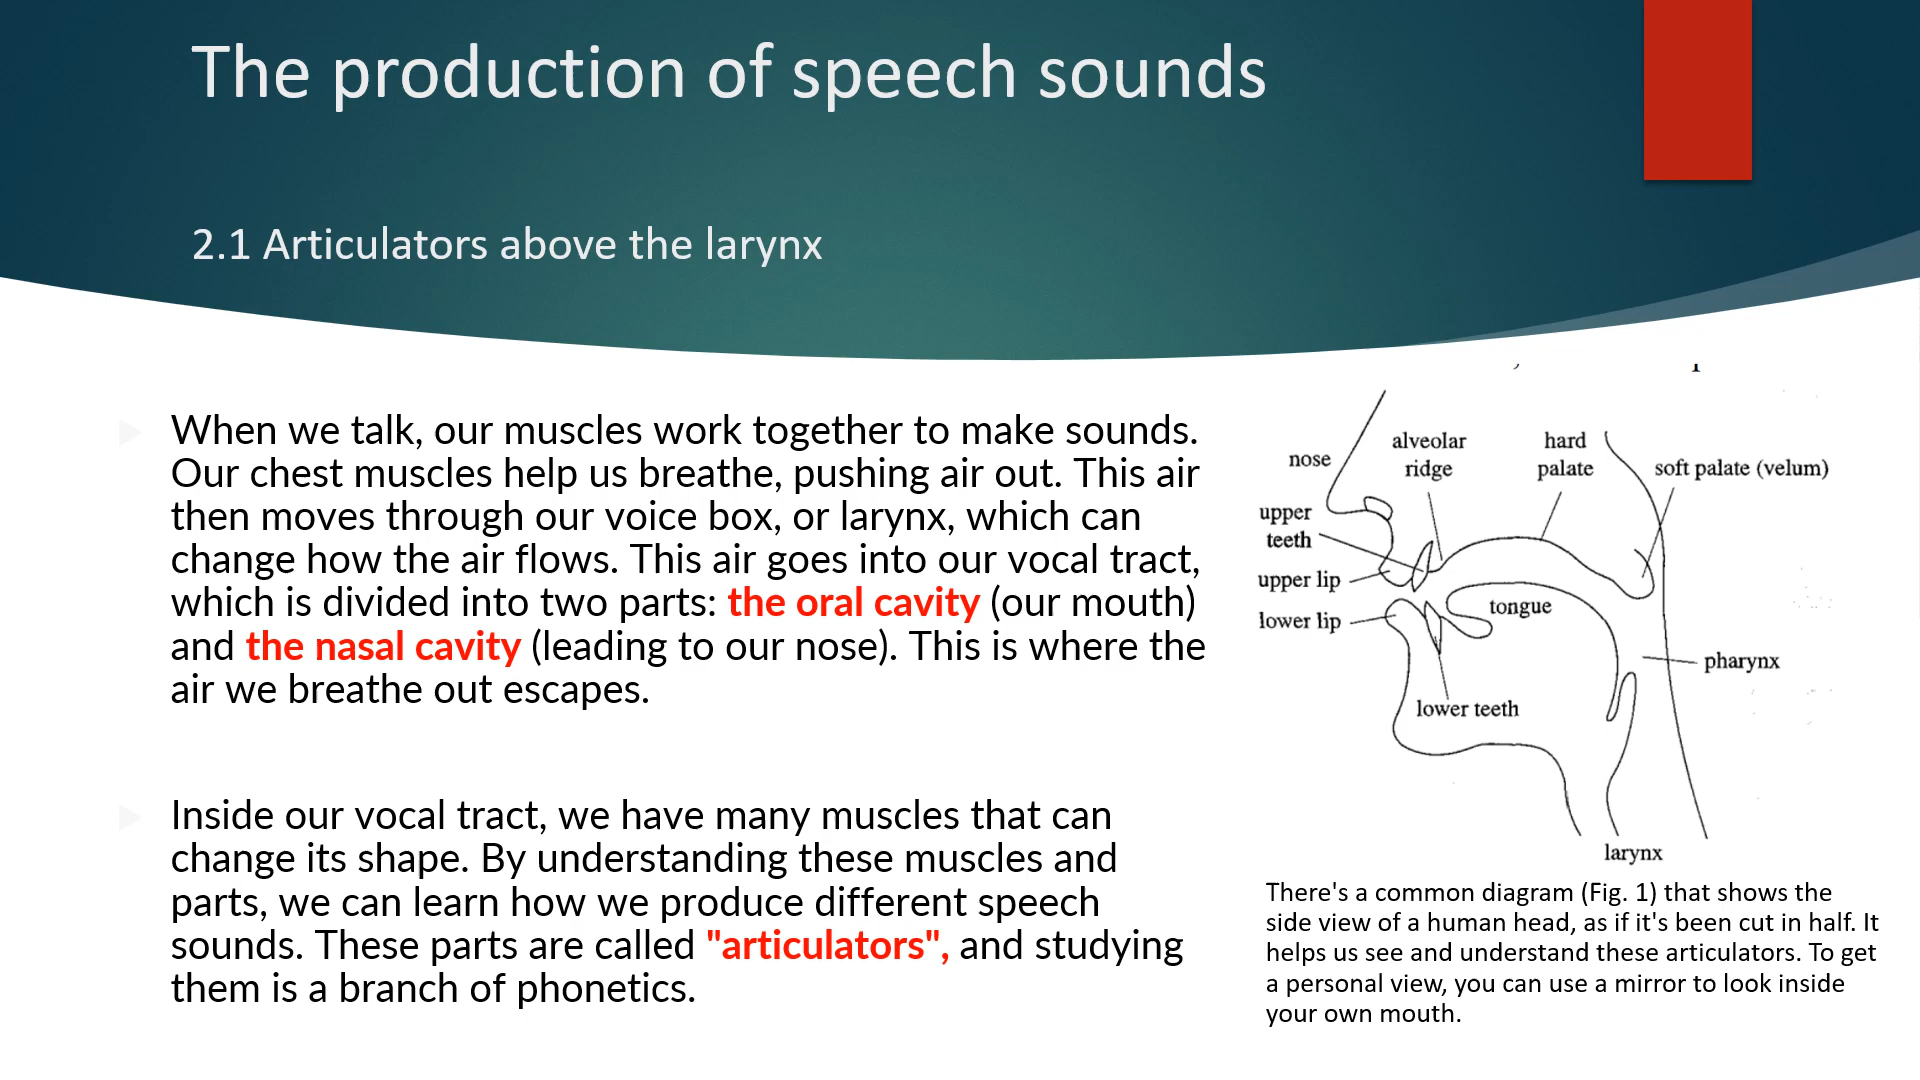 The production of speech sounds
2.1 Articulators above the larynx
When we talk, our muscles work together to make sounds.
Our chest muscles help us breathe, pushing air out. This air
then moves through our voice box, or larynx, which can
change how the air flows. This air goes into our vocal tract,
which is divided into two parts: the oral cavity (our mouth)
and the nasal cavity (leading to our nose). This is where the
air we breathe out escapes.
Inside our vocal tract, we have many muscles that can
change its shape. By understanding these muscles and
parts, we can learn how we produce different speech
sounds. These parts are called "articulators", and studying
them is a branch of phonetics.
nose
alveolar
ridge
hard
palate
soft palate (velum)
upper
teeth
upper lip
lower lip
tongue
pharynx
lower teeth
larynx
There's a common diagram (Fig. 1) that shows the
side view of a human head, as if it's been cut in half. It
helps us see and understand these articulators. To get
a personal view, you can use a mirror to look inside
your own mouth.